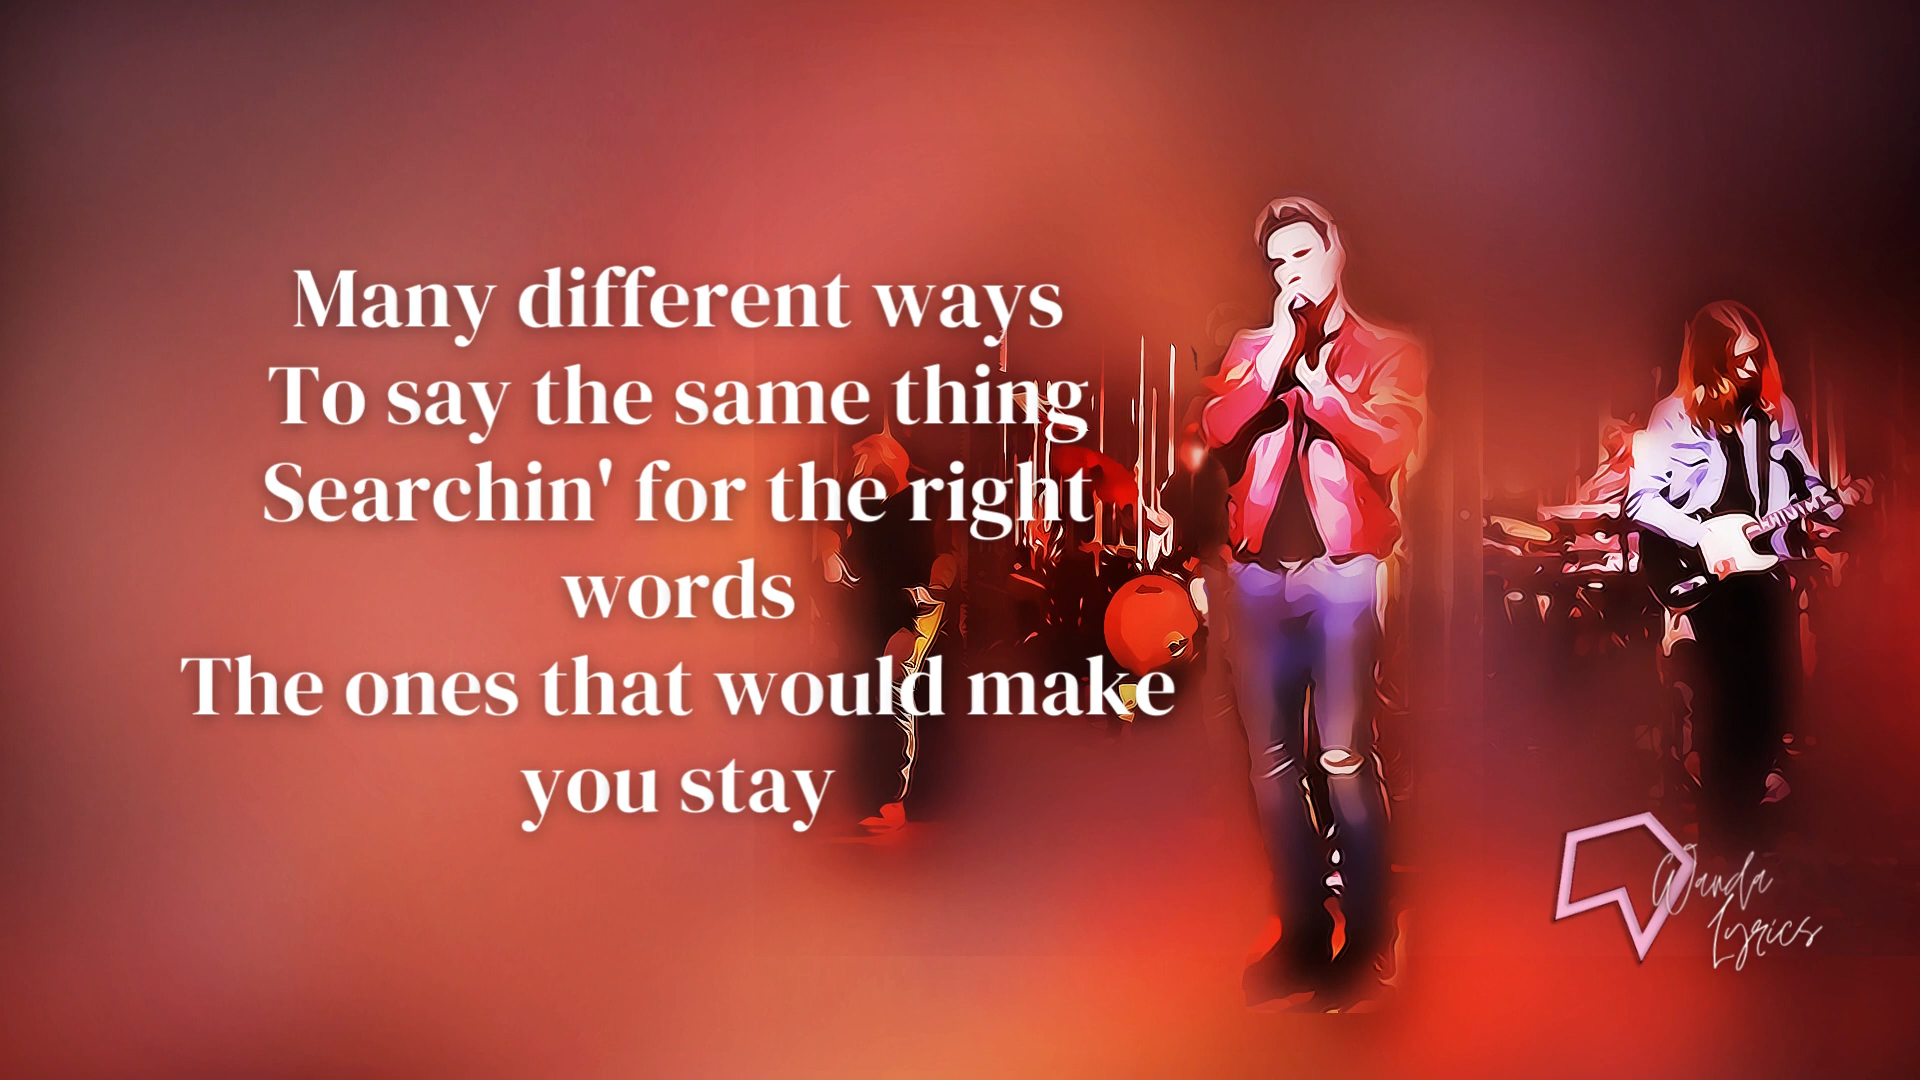 Many different ways
To say the same thing
Searchin' for the right
words
The ones that would make
you stay
Wanda
Lyrics